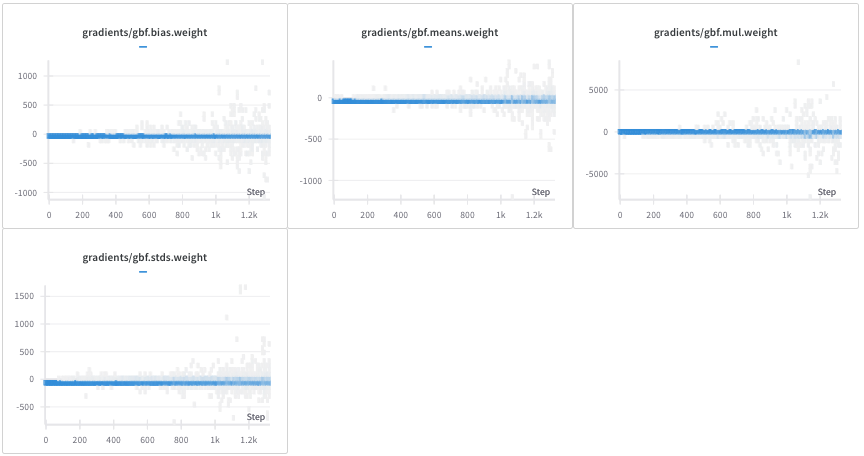 gradients/gbf.bias.weight
1000
500
0
-500
-1000
Step
0 200 400 600 800 1k 1.2k
gradients/gbf.means.weight
0
-500
-1000
Step
0 200 400 600 800 1k 1.2k
gradients/gbf.mul.weight
5000
0
-5000
Step
0 200 400 600 800 1k 1.2k
gradients/gbf.stds.weight
1500
1000
500
0
-500
Step
0 200 400 600 800 1k 1.2k